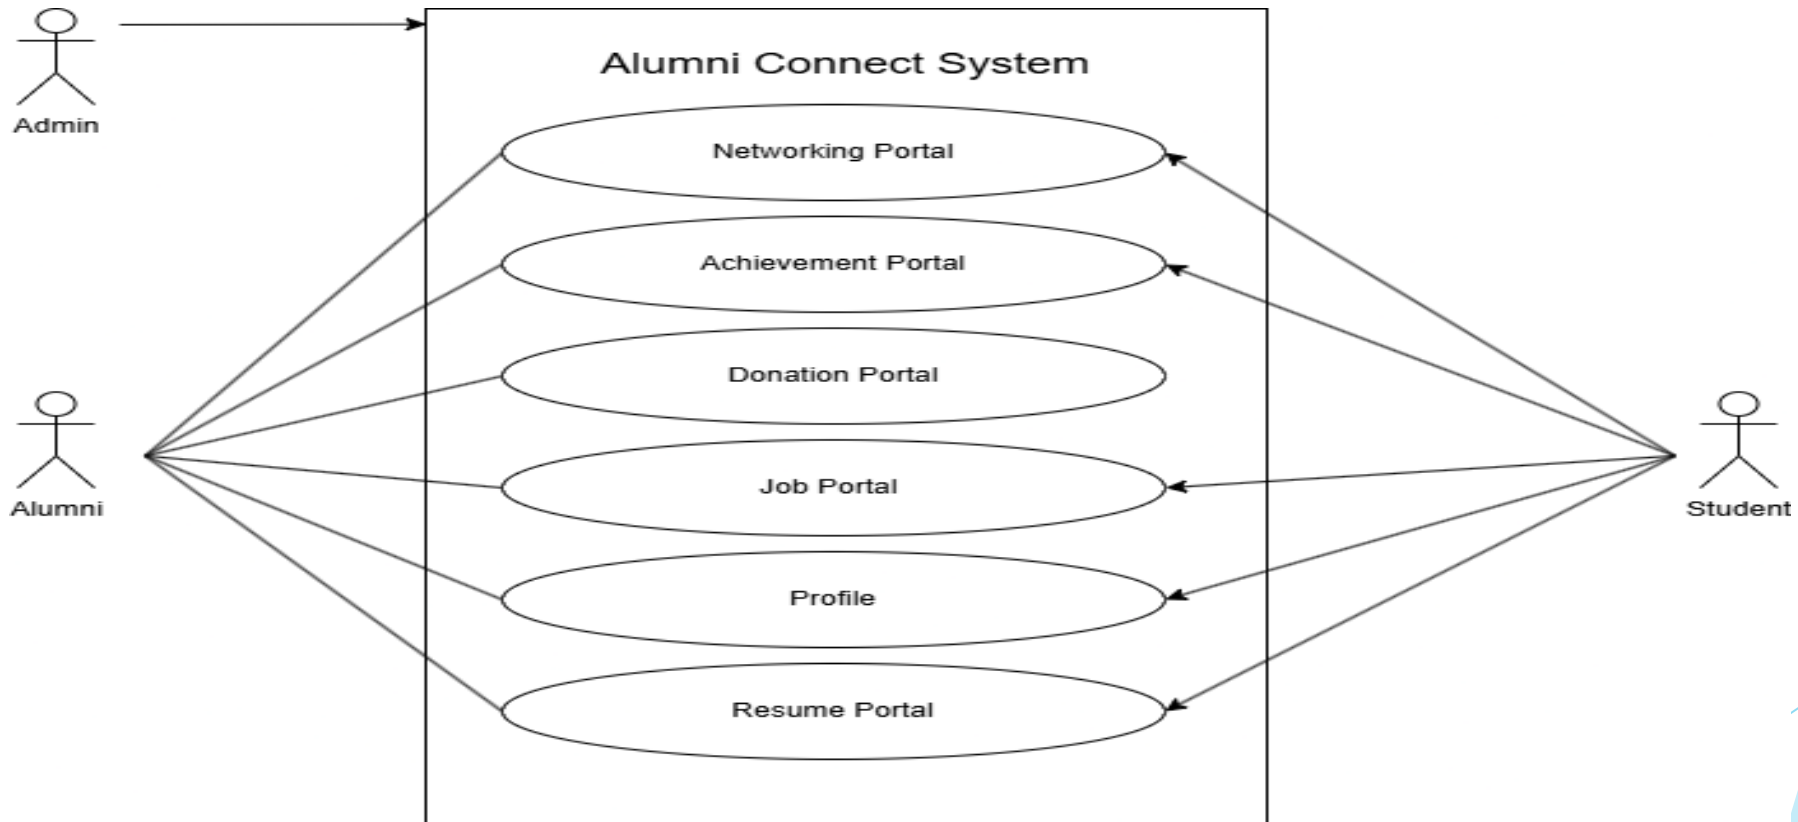 Alumni Connect System
Admin
Networking Portal
Achievement Portal
Donation Portal
Job Portal
Alumni
Student
Profile
Resume Portal